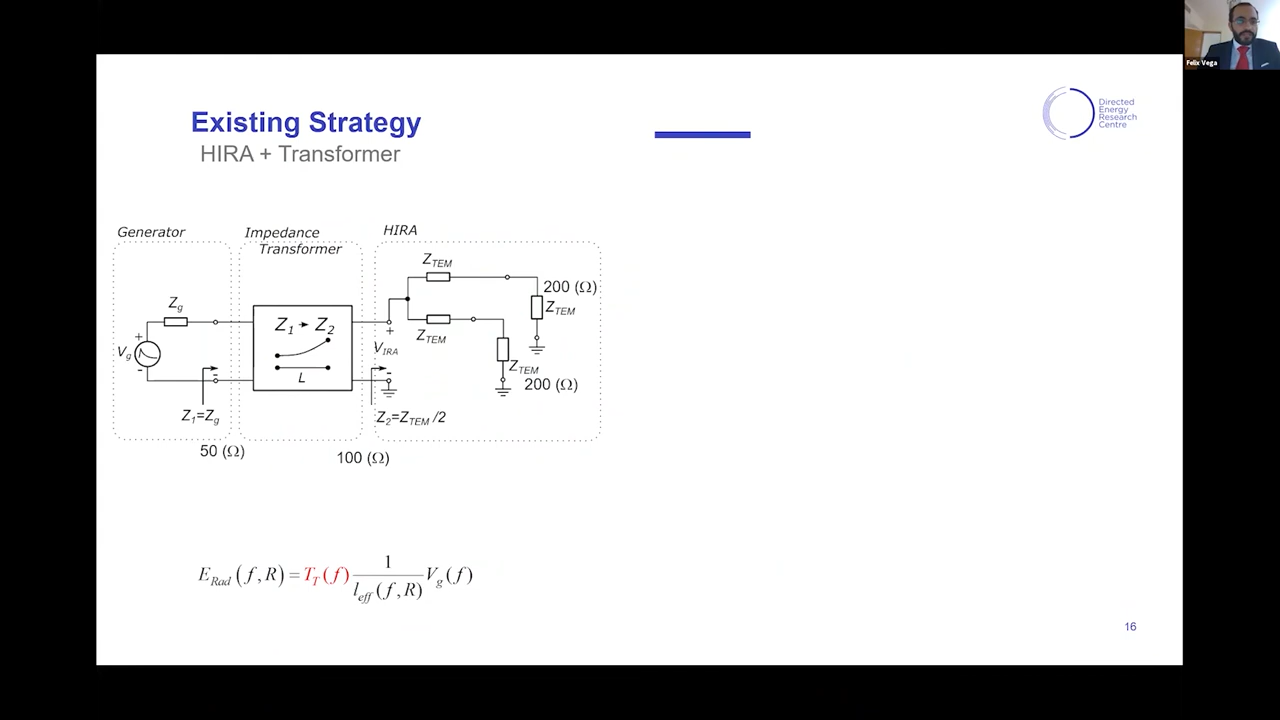 Felix Vega
Existing Strategy
HIRA + Transformer
Directed
Energy
Research
Centre
Generator
Impedance
Transformer
HIRA
Z_TEM
200 (Ω)
Z_g
Z_TEM
Z_1 → Z_2
+
+
Z_TEM
V_IRA
V_g
-
Z_TEM
L
-
-
200 (Ω)
Z_1=Z_g
Z_2=Z_TEM /2
50 (Ω)
100 (Ω)
E_Rad (f, R) = T_T (f) 1 / l_eff (f, R) V_g (f)
16